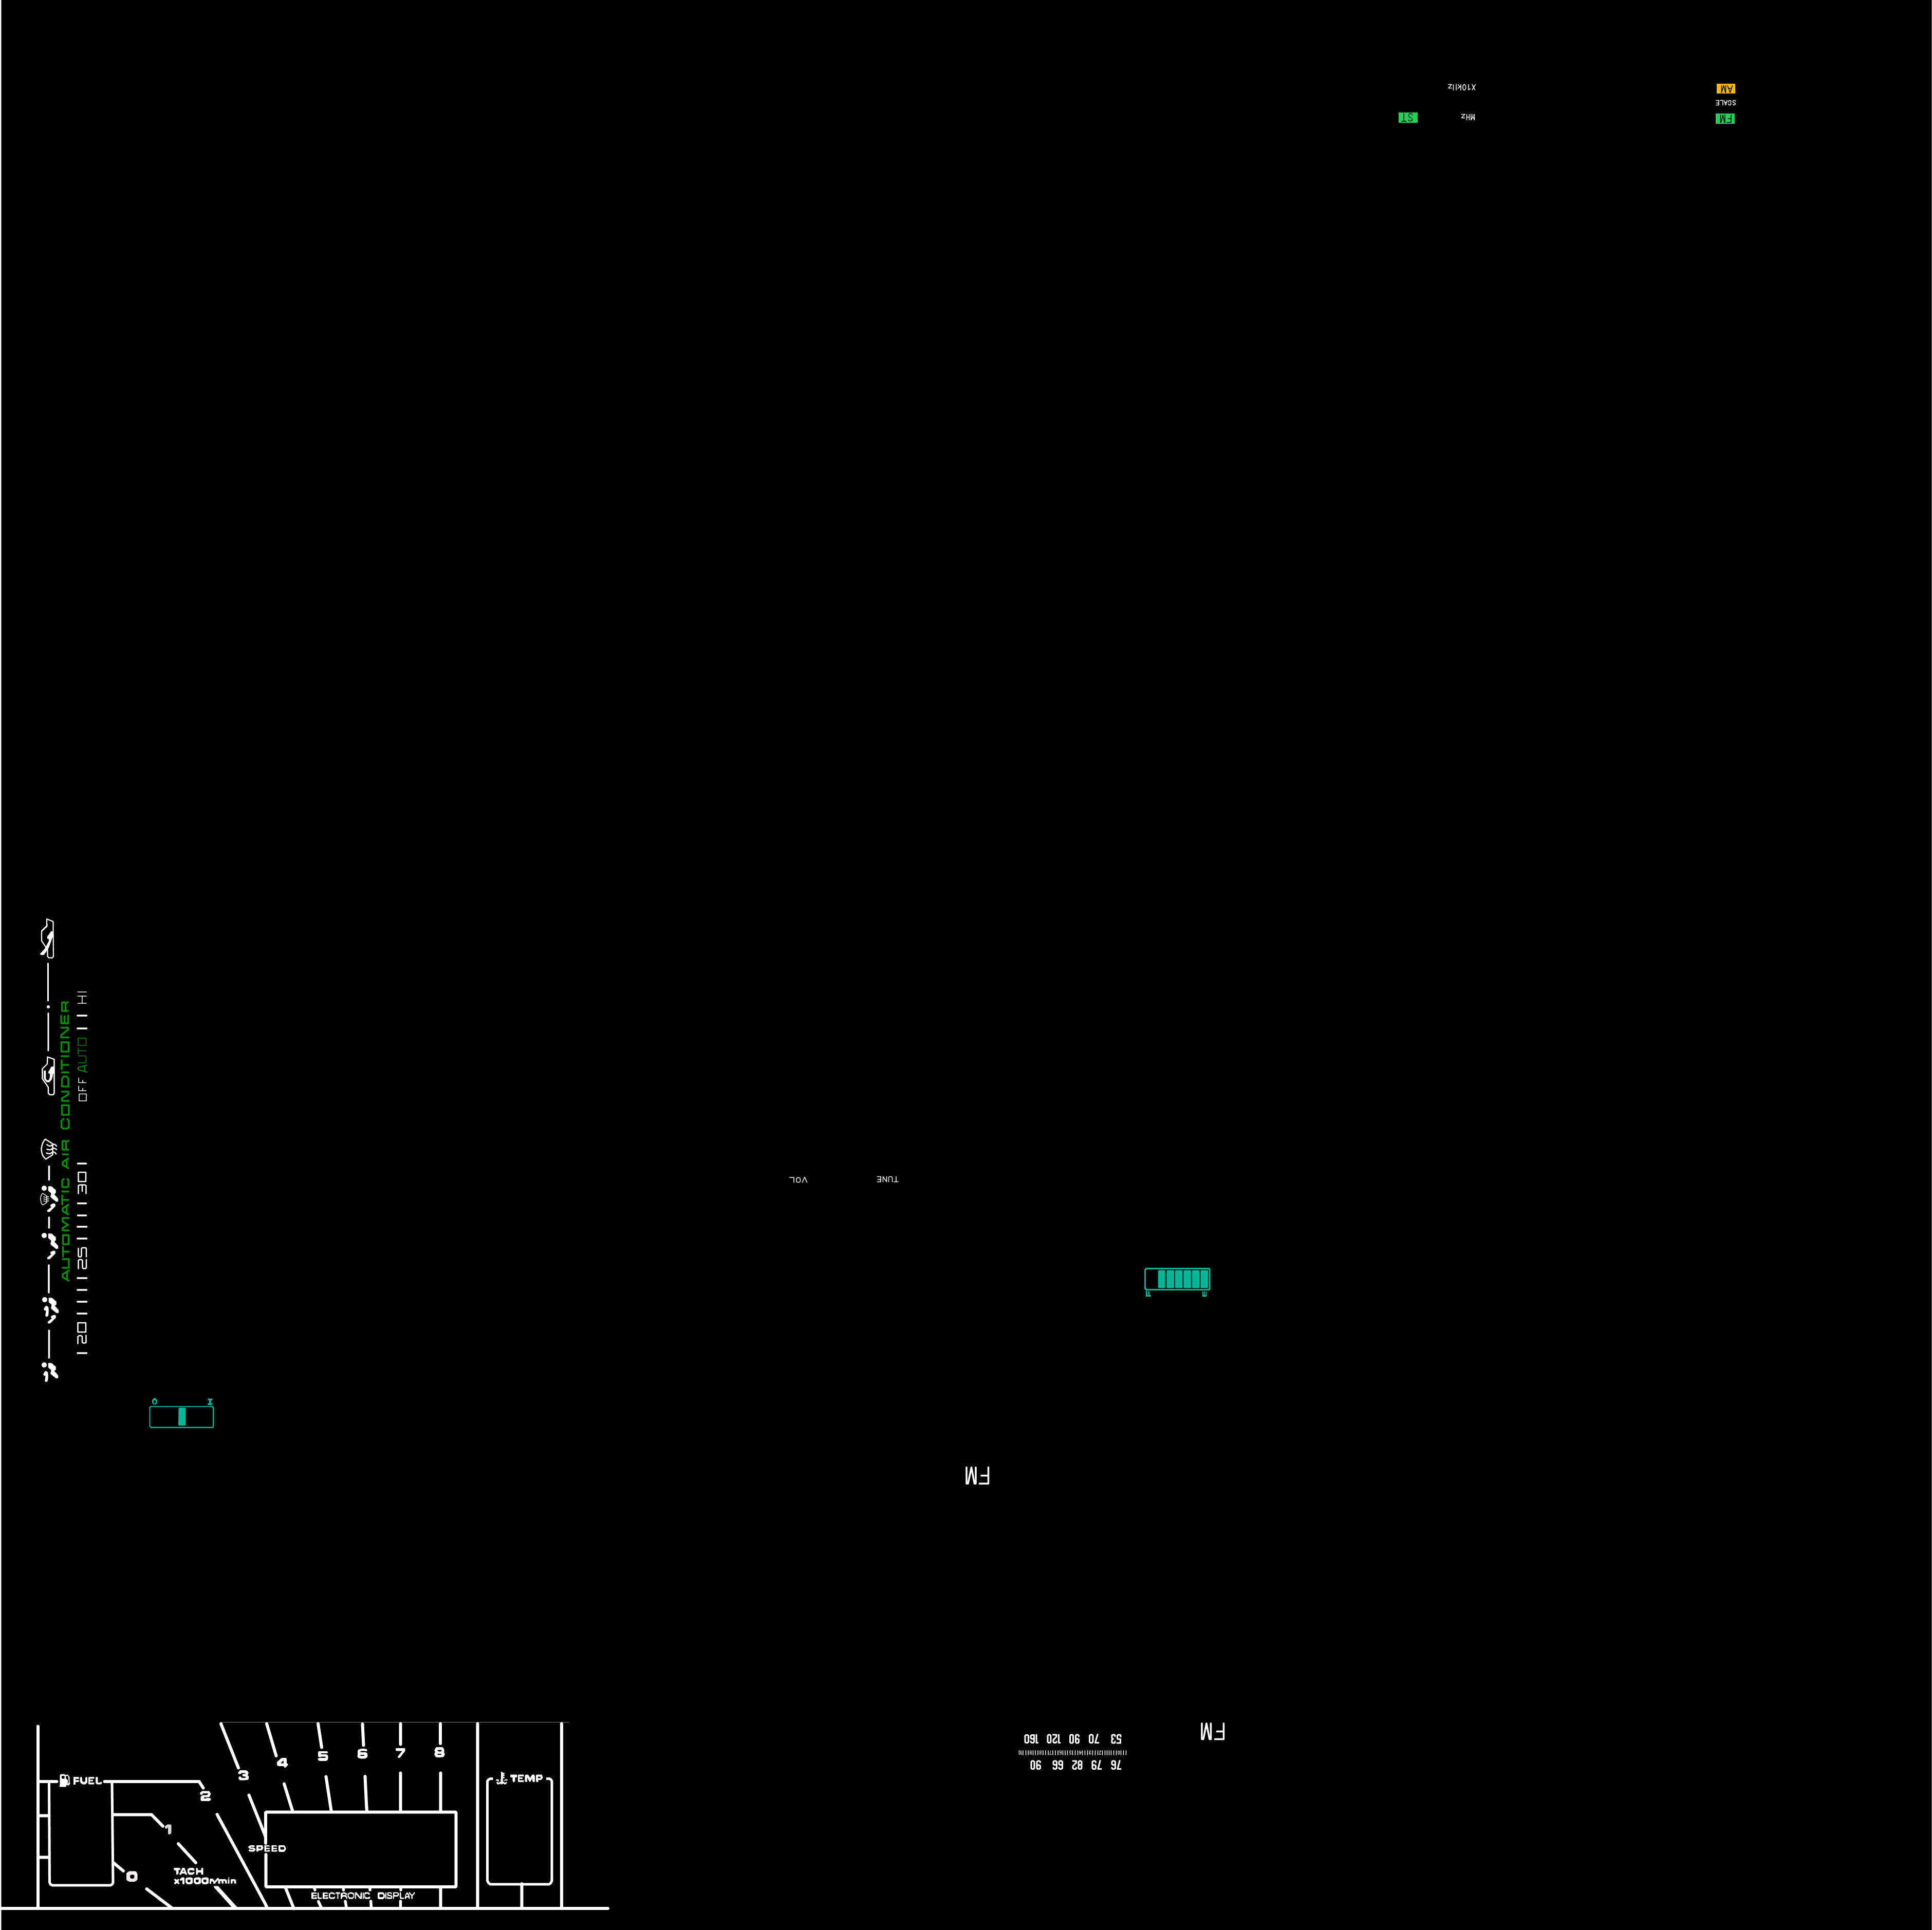 X10kHz
AM
SCALE
ST
MHz
FM
AUTOMATIC AIR CONDITIONER
OFF AUTO HI
20 25 30
VOL
TUNE
F
E
C
H
FM
FM
53 70 90 120 160
76 79 82 66 90
FUEL
TEMP
0
1
2
3
4
5
6
7
8
SPEED
TACH
x1000r/min
ELECTRONIC DISPLAY